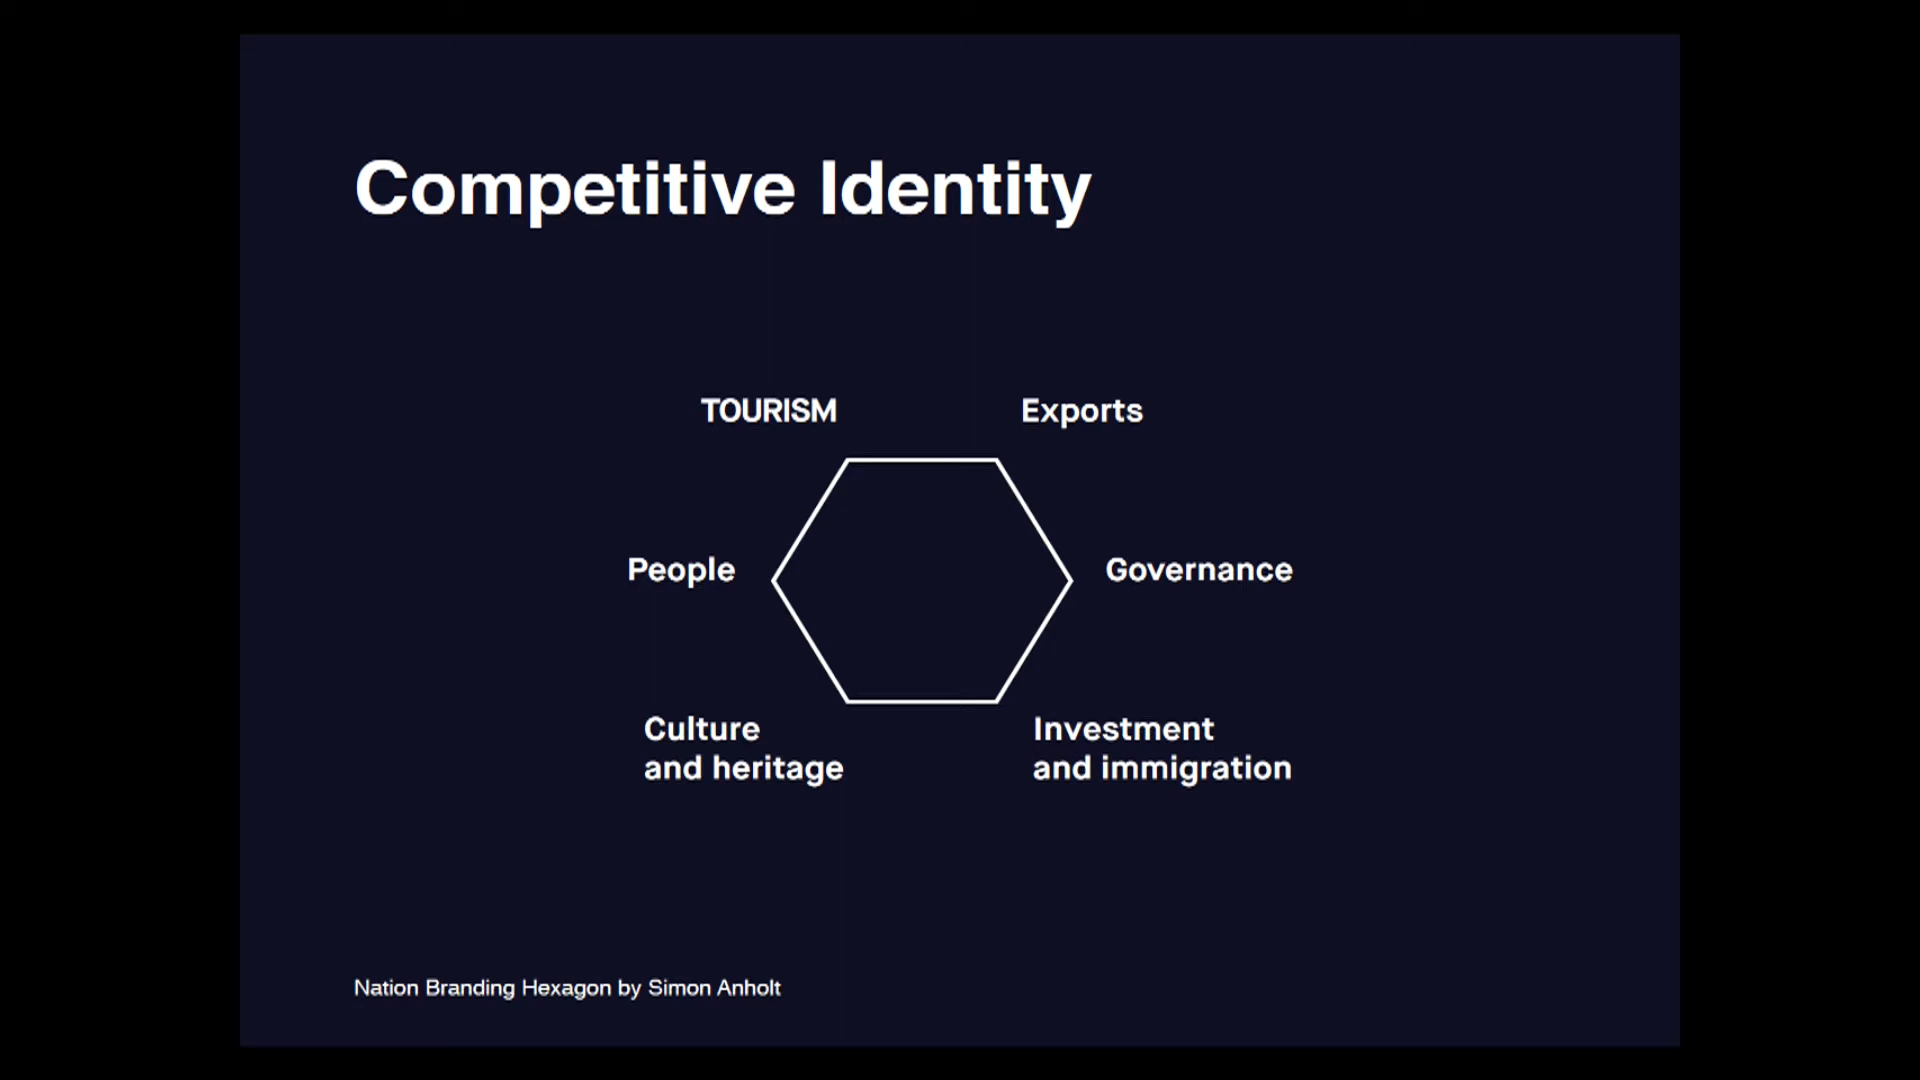 Competitive Identity
TOURISM
Exports
People
Governance
Culture
and heritage
Investment
and immigration
Nation Branding Hexagon by Simon Anholt